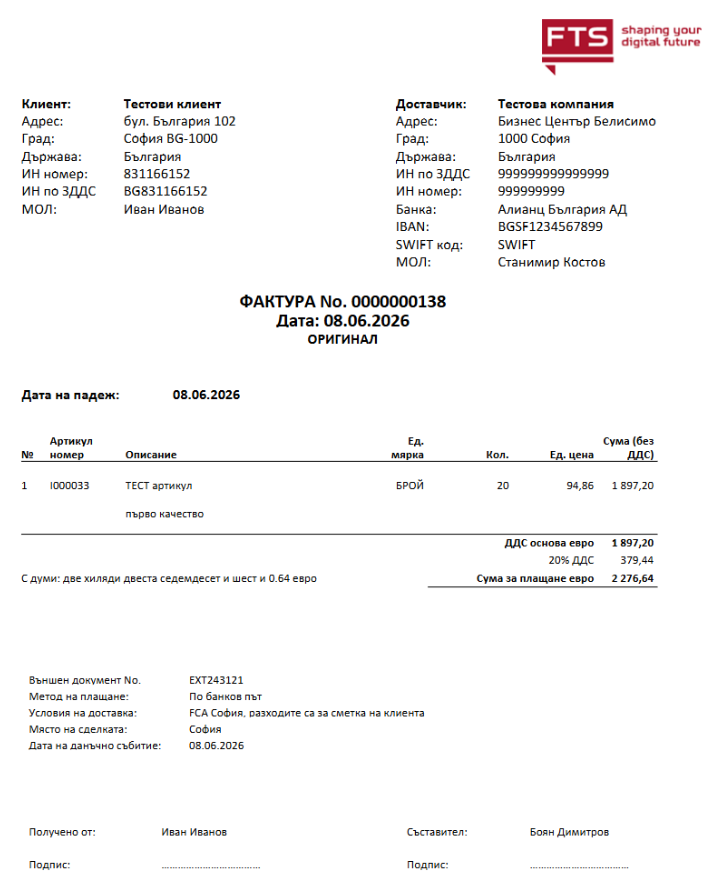 FTS shaping your
digital future
Клиент: Тестови клиент
Адрес: бул. България 102
Град: София BG-1000
Държава: България
ИН номер: 831166152
ИН по ЗДДС BG831166152
МОЛ: Иван Иванов
Доставчик: Тестова компания
Адрес: Бизнес Център Белисимо
Град: 1000 София
Държава: България
ИН по ЗДДС 999999999999999
ИН номер: 999999999
Банка: Алианц България АД
IBAN: BGSF1234567899
SWIFT код: SWIFT
МОЛ: Станимир Костов
ФАКТУРА No. 0000000138
Дата: 08.06.2026
ОРИГИНАЛ
Дата на падеж: 08.06.2026
№ Артикул номер Описание Ед. мярка Кол. Ед. цена Сума (без ДДС)
1 I000033 ТЕСТ артикул БРОЙ 20 94,86 1 897,20
първо качество
ДДС основа евро 1 897,20
20% ДДС 379,44
С думи: две хиляди двеста седемдесет и шест и 0.64 евро Сума за плащане евро 2 276,64
Външен документ No. EXT243121
Метод на плащане: По банков път
Условия на доставка: FCA София, разходите са за сметка на клиента
Място на сделката: София
Дата на данъчно събитие: 08.06.2026
Получено от: Иван Иванов Съставител: Боян Димитров
Подпис: ..................................... Подпис: .....................................